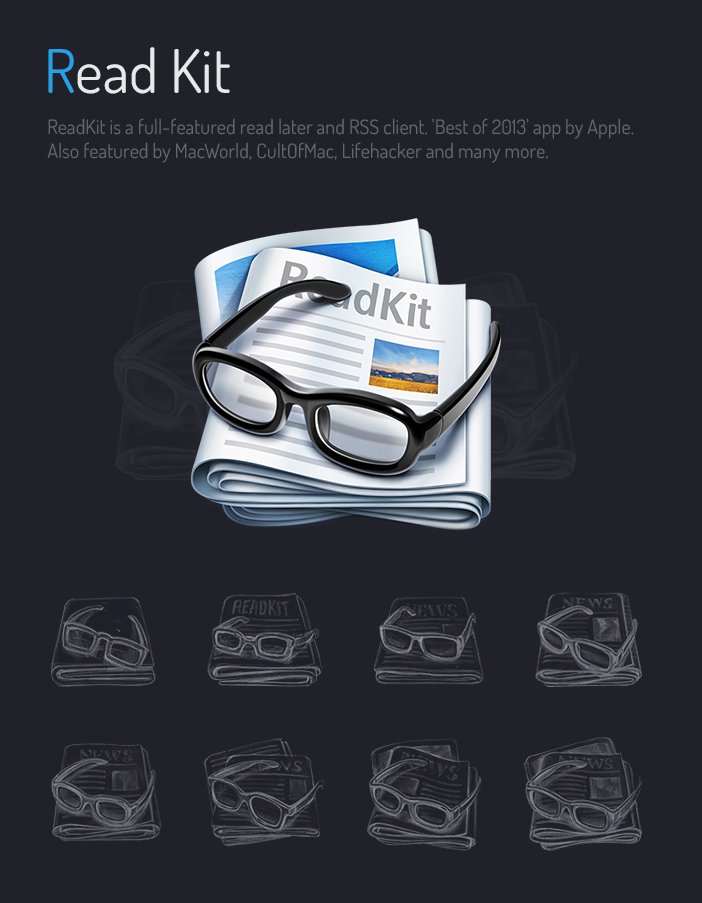 Read Kit
ReadKit is a full-featured read later and RSS client. 'Best of 2013' app by Apple.
Also featured by MacWorld, CultOfMac, Lifehacker and many more.
ReadKit
READKIT
NEWS
NEWS
NEWS
NEWS
NEWS